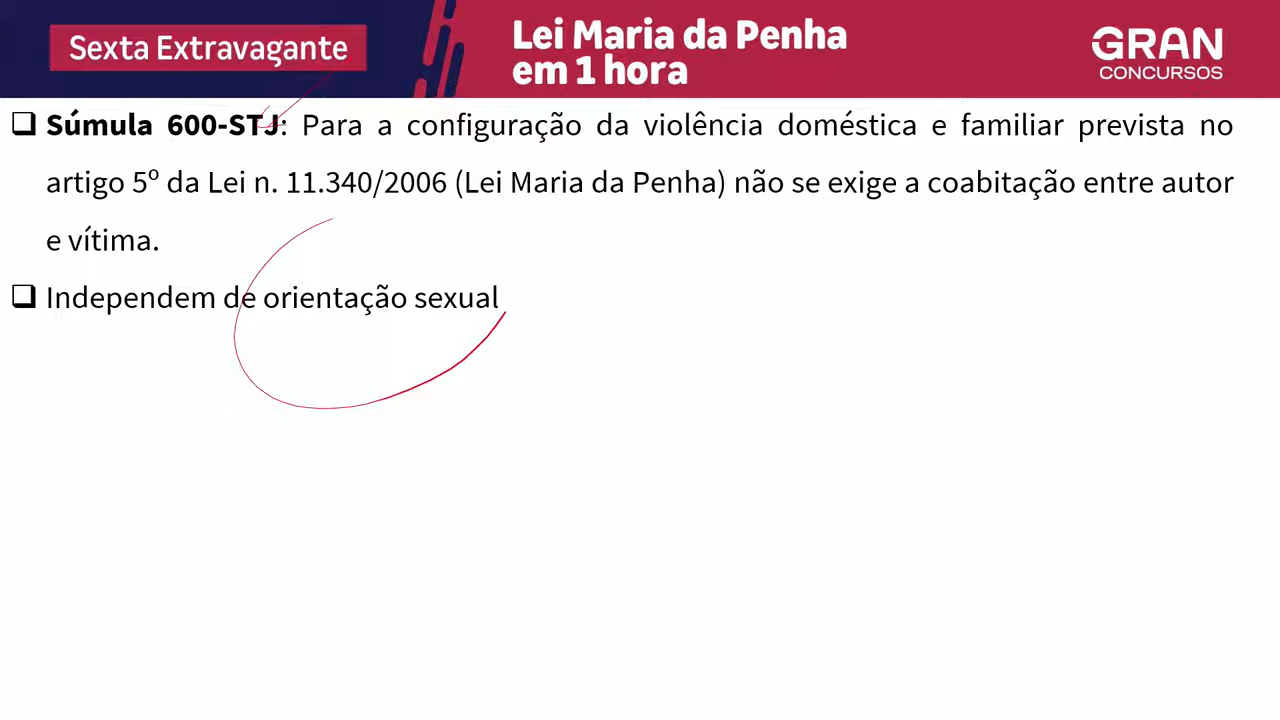 Sexta Extravagante
Lei Maria da Penha
em 1 hora
GRAN
CONCURSOS
Súmula 600-STJ: Para a configuração da violência doméstica e familiar prevista no
artigo 5º da Lei n. 11.340/2006 (Lei Maria da Penha) não se exige a coabitação entre autor
e vítima.
Independem de orientação sexual